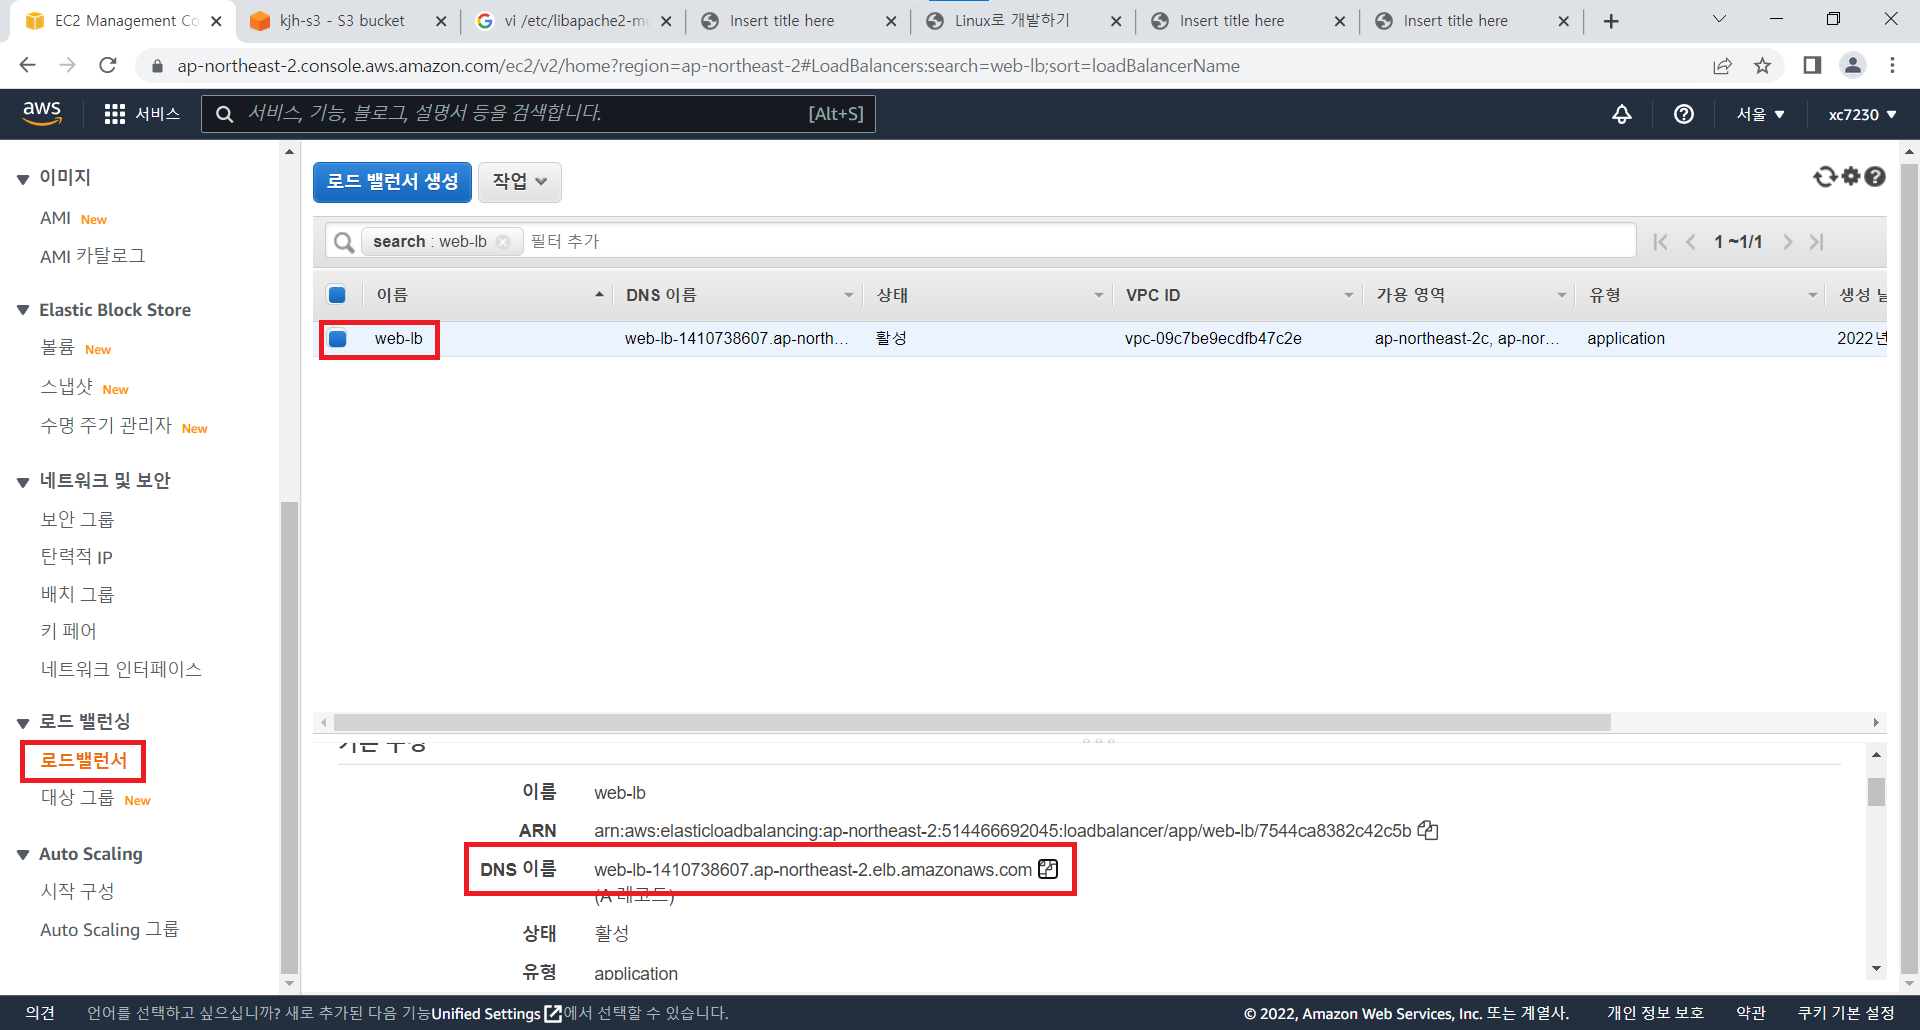 EC2 Management Co
kjh-s3 - S3 bucket
vi /etc/libapache2-mo
Insert title here
Linux로 개발하기
Insert title here
Insert title here
ap-northeast-2.console.aws.amazon.com/ec2/v2/home?region=ap-northeast-2#LoadBalancers:search=web-lb;sort=loadBalancerName
aws
서비스
서비스, 기능, 블로그, 설명서 등을 검색합니다.
[Alt+S]
서울
xc7230
이미지
AMI New
AMI 카탈로그
Elastic Block Store
볼륨 New
스냅샷 New
수명 주기 관리자 New
네트워크 및 보안
보안 그룹
탄력적 IP
배치 그룹
키 페어
네트워크 인터페이스
로드 밸런싱
로드밸런서
대상 그룹 New
Auto Scaling
시작 구성
Auto Scaling 그룹
로드 밸런서 생성
작업
search : web-lb
필터 추가
1 ~1/1
이름 DNS 이름 상태 VPC ID 가용 영역 유형 생성 날
web-lb web-lb-1410738607.ap-north... 활성 vpc-09c7be9ecdfb47c2e ap-northeast-2c, ap-nor... application 2022년
기본 구성
이름 web-lb
ARN arn:aws:elasticloadbalancing:ap-northeast-2:514466692045:loadbalancer/app/web-lb/7544ca8382c42c5b
DNS 이름 web-lb-1410738607.ap-northeast-2.elb.amazonaws.com
(A 레코드)
상태 활성
유형 application
의견
언어를 선택하고 싶으십니까? 새로 추가된 다음 기능Unified Settings에서 선택할 수 있습니다.
© 2022, Amazon Web Services, Inc. 또는 계열사.
개인 정보 보호
약관
쿠키 기본 설정